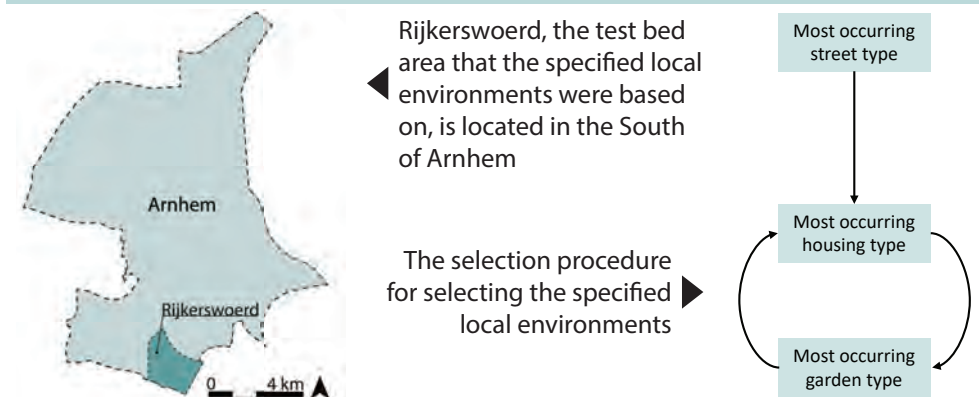 Rijkerswoerd, the test bed
area that the specified local
environments were based
on, is located in the South
of Arnhem
Arnhem
Rijkerswoerd
0 4 km
The selection procedure
for selecting the specified
local environments
Most occurring
street type
Most occurring
housing type
Most occurring
garden type